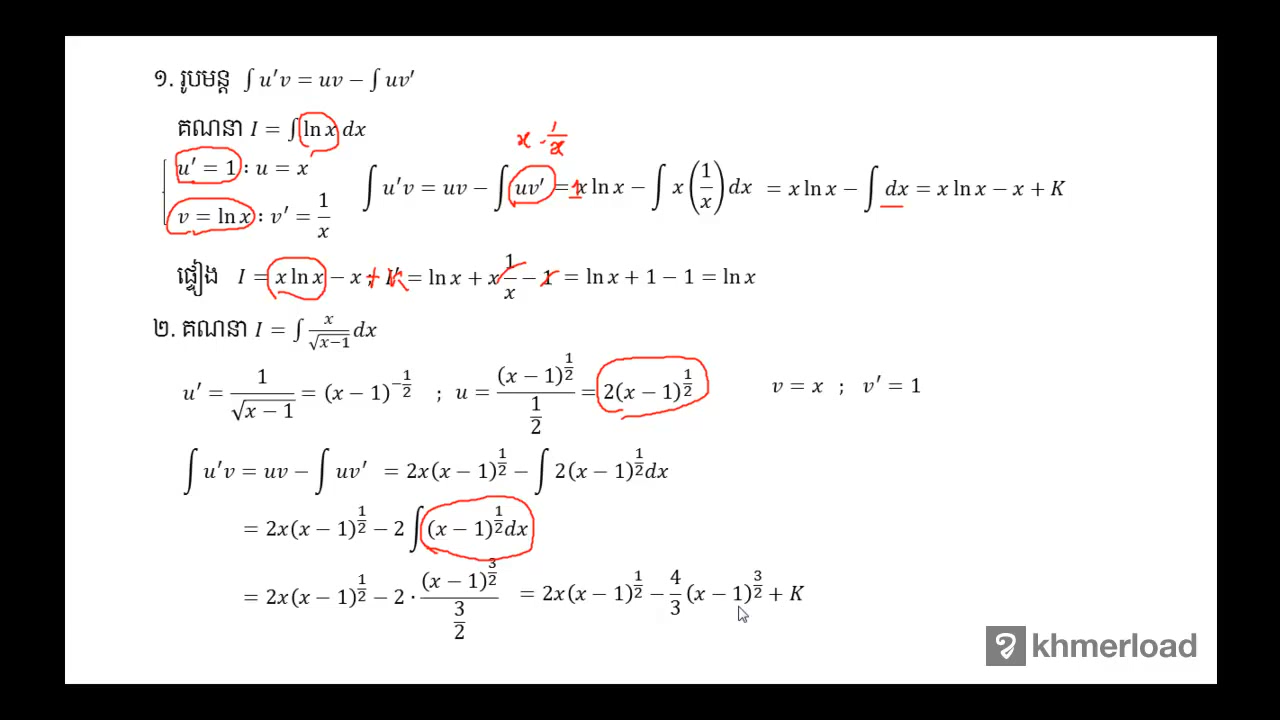 ១. រូបមន្ត ∫ u′v = uv − ∫ uv′
x · 1/x
គណនា I = ∫ ln x dx
{ u′ = 1 : u = x
v = ln x : v′ = 1/x
∫ u′v = uv − ∫ uv′ = x ln x − ∫ x (1/x) dx = x ln x − ∫ dx = x ln x − x + K
ផ្ទៀង I = x ln x − x + K ; I′ = ln x + x 1/x − 1 = ln x + 1 − 1 = ln x
២. គណនា I = ∫ x/√(x−1) dx
u′ = 1/√(x − 1) = (x − 1)^(−1/2) ; u = (x − 1)^(1/2)/(1/2) = 2(x − 1)^(1/2) v = x ; v′ = 1
∫ u′v = uv − ∫ uv′ = 2x(x − 1)^(1/2) − ∫ 2(x − 1)^(1/2) dx
= 2x(x − 1)^(1/2) − 2 ∫ (x − 1)^(1/2) dx
= 2x(x − 1)^(1/2) − 2 · (x − 1)^(3/2)/(3/2) = 2x(x − 1)^(1/2) − 4/3 (x − 1)^(3/2) + K
khmerload